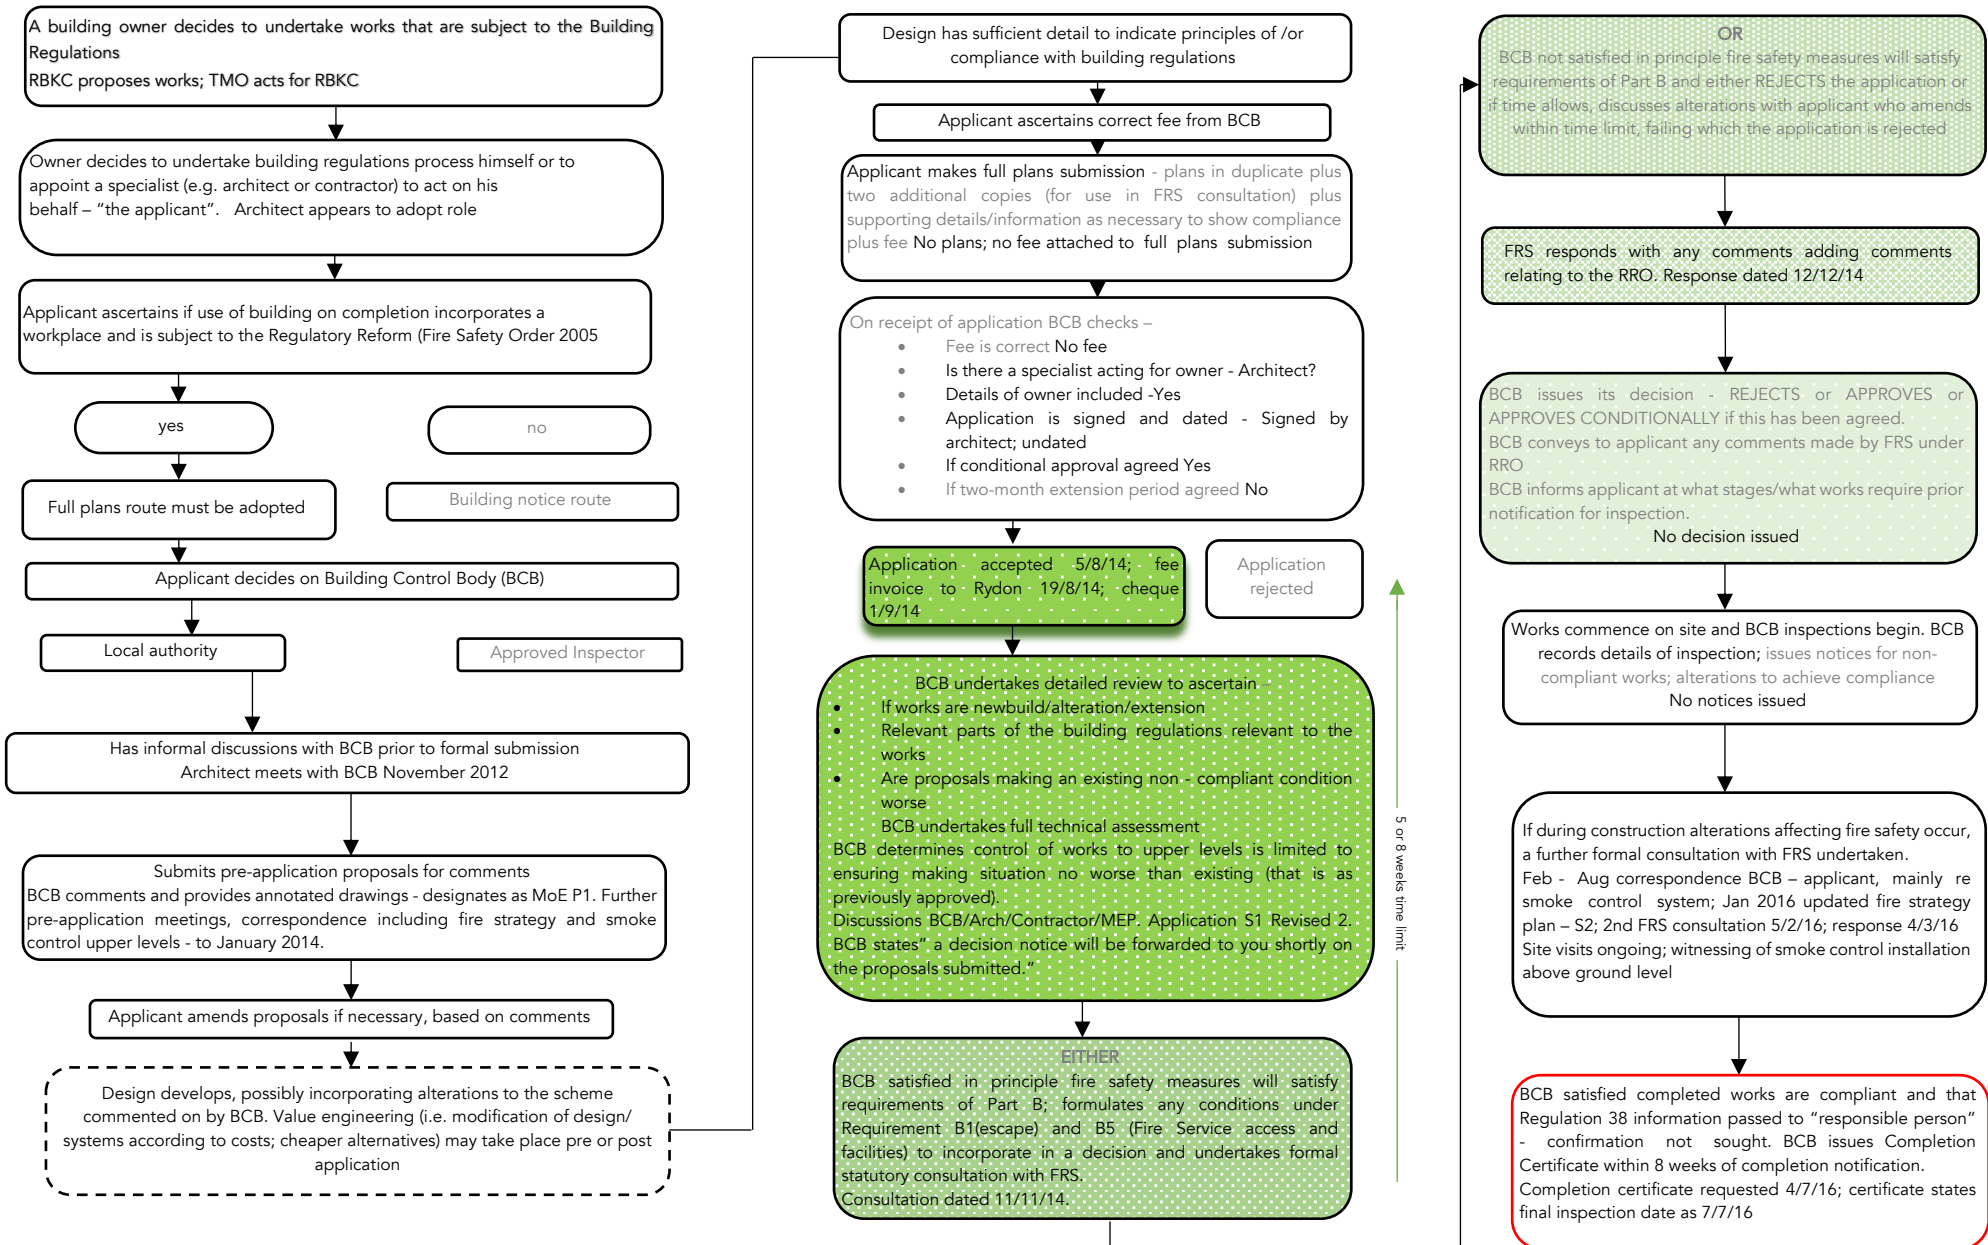 A building owner decides to undertake works that are subject to the Building
Regulations
RBKC proposes works; TMO acts for RBKC
Owner decides to undertake building regulations process himself or to
appoint a specialist (e.g. architect or contractor) to act on his
behalf – “the applicant”. Architect appears to adopt role
Applicant ascertains if use of building on completion incorporates a
workplace and is subject to the Regulatory Reform (Fire Safety Order 2005
yes
no
Full plans route must be adopted
Building notice route
Applicant decides on Building Control Body (BCB)
Local authority
Approved Inspector
Has informal discussions with BCB prior to formal submission
Architect meets with BCB November 2012
Submits pre-application proposals for comments
BCB comments and provides annotated drawings - designates as MoE P1. Further
pre-application meetings, correspondence including fire strategy and smoke
control upper levels - to January 2014.
Applicant amends proposals if necessary, based on comments
Design develops, possibly incorporating alterations to the scheme
commented on by BCB. Value engineering (i.e. modification of design/
systems according to costs; cheaper alternatives) may take place pre or post
application
Design has sufficient detail to indicate principles of /or
compliance with building regulations
Applicant ascertains correct fee from BCB
Applicant makes full plans submission - plans in duplicate plus
two additional copies (for use in FRS consultation) plus
supporting details/information as necessary to show compliance
plus fee No plans; no fee attached to full plans submission
On receipt of application BCB checks –
• Fee is correct No fee
• Is there a specialist acting for owner - Architect?
• Details of owner included -Yes
• Application is signed and dated - Signed by
architect; undated
• If conditional approval agreed Yes
• If two-month extension period agreed No
Application accepted 5/8/14; fee
invoice to Rydon 19/8/14; cheque
1/9/14
Application
rejected
BCB undertakes detailed review to ascertain –
• If works are newbuild/alteration/extension
• Relevant parts of the building regulations relevant to the
works
• Are proposals making an existing non - compliant condition
worse
BCB undertakes full technical assessment
BCB determines control of works to upper levels is limited to
ensuring making situation no worse than existing (that is as
previously approved).
Discussions BCB/Arch/Contractor/MEP. Application S1 Revised 2.
BCB states” a decision notice will be forwarded to you shortly on
the proposals submitted.”
5 or 8 weeks time limit
EITHER
BCB satisfied in principle fire safety measures will satisfy
requirements of Part B; formulates any conditions under
Requirement B1(escape) and B5 (Fire Service access and
facilities) to incorporate in a decision and undertakes formal
statutory consultation with FRS.
Consultation dated 11/11/14.
OR
BCB not satisfied in principle fire safety measures will satisfy
requirements of Part B and either REJECTS the application or
if time allows, discusses alterations with applicant who amends
within time limit, failing which the application is rejected
FRS responds with any comments adding comments
relating to the RRO. Response dated 12/12/14
BCB issues its decision - REJECTS or APPROVES or
APPROVES CONDITIONALLY if this has been agreed.
BCB conveys to applicant any comments made by FRS under
RRO
BCB informs applicant at what stages/what works require prior
notification for inspection.
No decision issued
Works commence on site and BCB inspections begin. BCB
records details of inspection; issues notices for non-
compliant works; alterations to achieve compliance
No notices issued
If during construction alterations affecting fire safety occur,
a further formal consultation with FRS undertaken.
Feb - Aug correspondence BCB – applicant, mainly re
smoke control system; Jan 2016 updated fire strategy
plan – S2; 2nd FRS consultation 5/2/16; response 4/3/16
Site visits ongoing; witnessing of smoke control installation
above ground level
BCB satisfied completed works are compliant and that
Regulation 38 information passed to “responsible person”
- confirmation not sought. BCB issues Completion
Certificate within 8 weeks of completion notification.
Completion certificate requested 4/7/16; certificate states
final inspection date as 7/7/16